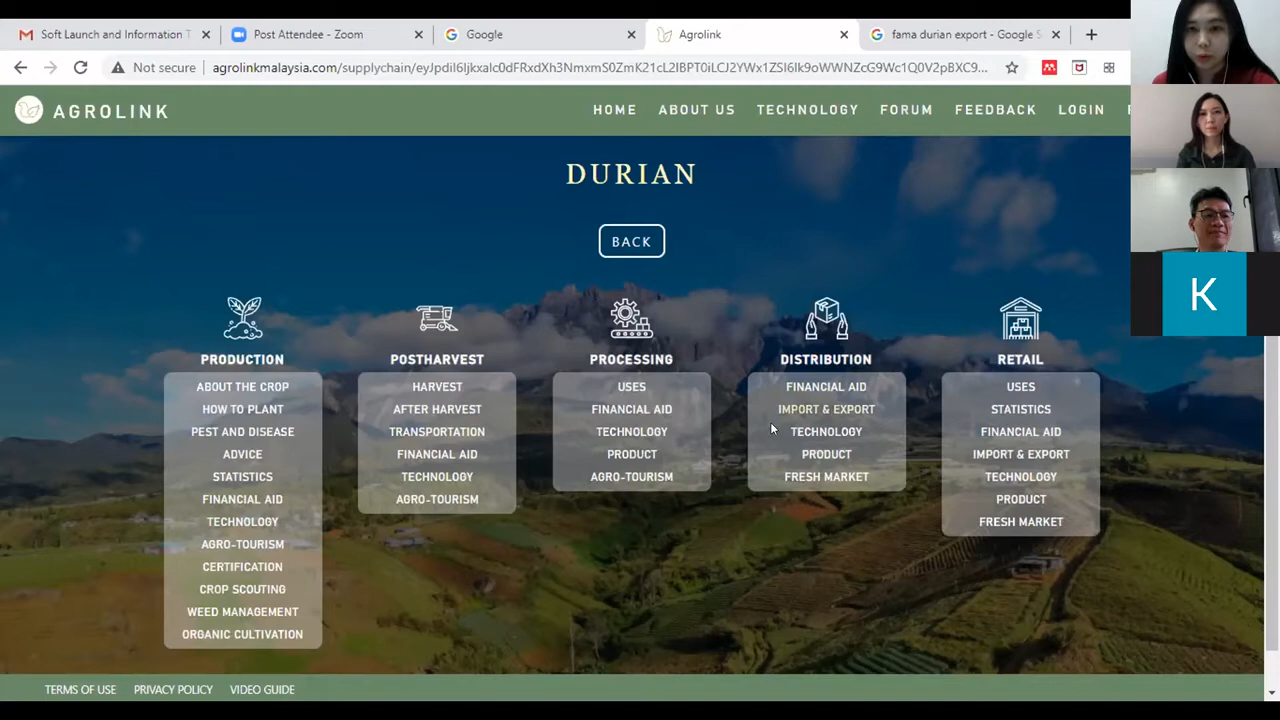 Soft Launch and Information T
Post Attendee - Zoom
Google
Agrolink
fama durian export - Google S
Not secure
agrolinkmalaysia.com/supplychain/
AGROLINK
HOME
ABOUT US
TECHNOLOGY
FORUM
FEEDBACK
LOGIN
DURIAN
BACK
PRODUCTION
ABOUT THE CROP
HOW TO PLANT
PEST AND DISEASE
ADVICE
STATISTICS
FINANCIAL AID
TECHNOLOGY
AGRO-TOURISM
CERTIFICATION
CROP SCOUTING
WEED MANAGEMENT
ORGANIC CULTIVATION
POSTHARVEST
HARVEST
AFTER HARVEST
TRANSPORTATION
FINANCIAL AID
TECHNOLOGY
AGRO-TOURISM
PROCESSING
USES
FINANCIAL AID
TECHNOLOGY
PRODUCT
AGRO-TOURISM
DISTRIBUTION
FINANCIAL AID
IMPORT & EXPORT
TECHNOLOGY
PRODUCT
FRESH MARKET
RETAIL
USES
STATISTICS
FINANCIAL AID
IMPORT & EXPORT
TECHNOLOGY
PRODUCT
FRESH MARKET
K
TERMS OF USE
PRIVACY POLICY
VIDEO GUIDE